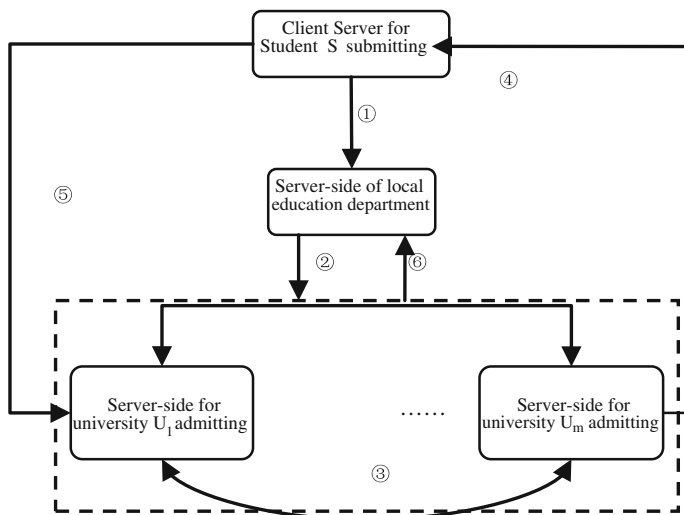 Client Server for
Student S submitting
④
①
Server-side of local
education department
⑤
②
⑥
Server-side for
university U1 admitting
······
Server-side for
university Um admitting
③